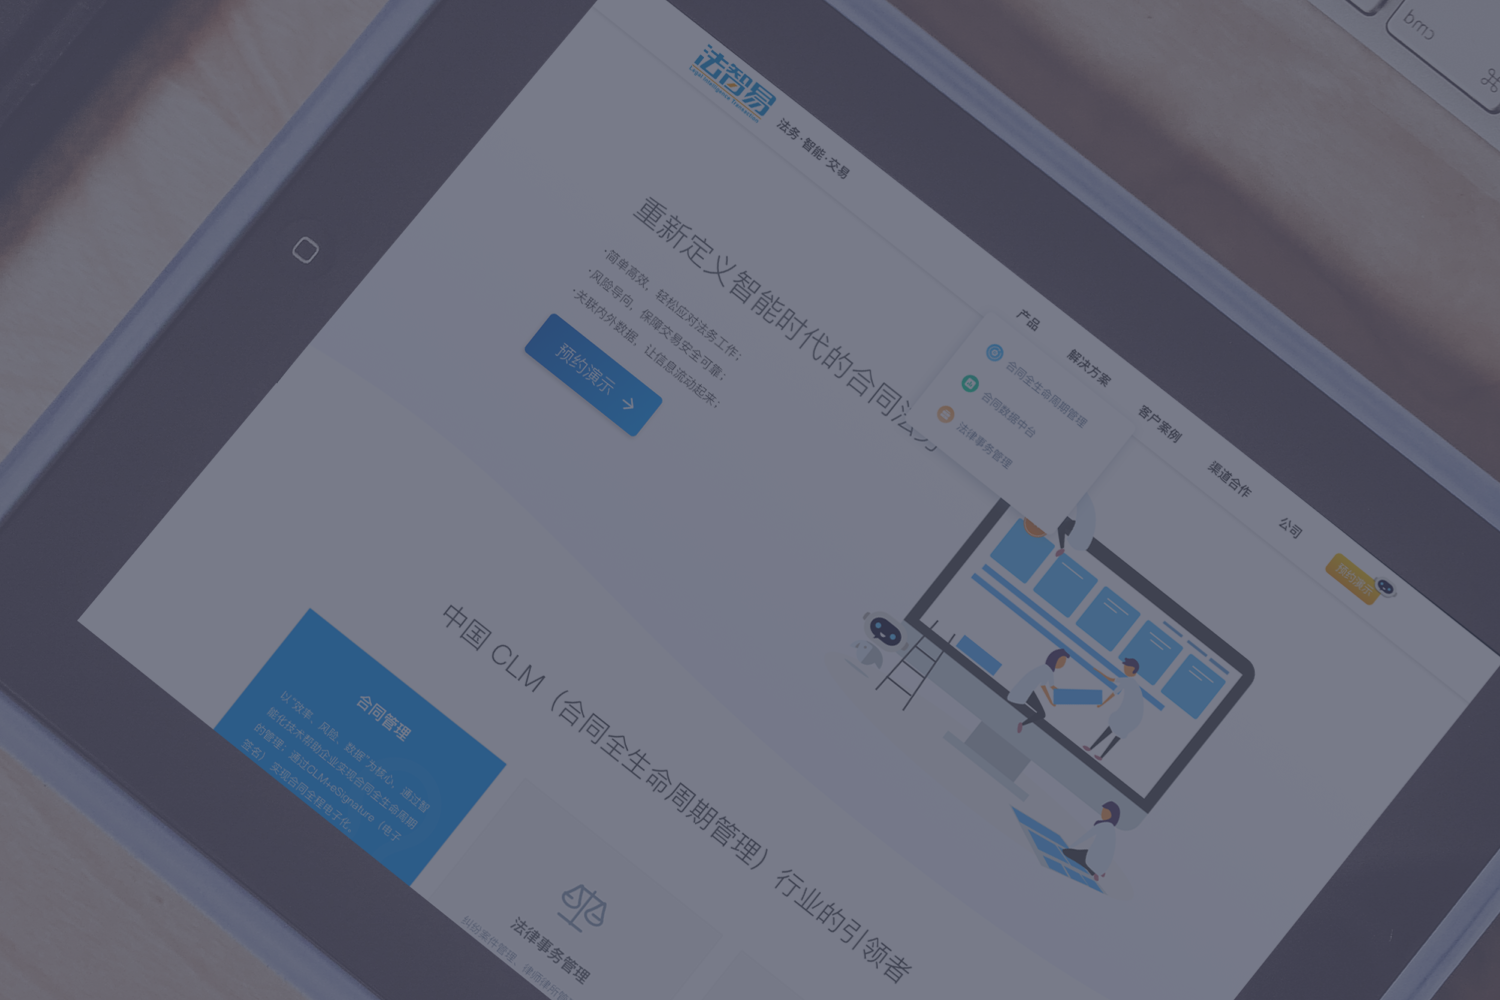 法智易
Legal Intelligence Transaction
法务·智能·交易
产品
解决方案
客户案例
渠道合作
公司
预约演示
合同全生命周期管理
合同数据中台
法律事务管理
重新定义智能时代的合同法务
·简单高效，轻松应对法务工作；
·风险导向，保障交易安全可靠；
·关联内外数据，让信息流动起来；
预约演示
中国 CLM（合同全生命周期管理）行业的引领者
合同管理
以“效率、风险、数据”为核心，通过智
能化技术帮助企业实现合同全生命周期
的管理；通过CLM+eSignature（电子
签名）实现合同全程电子化。
法律事务管理
纠纷案件管理、律师律所管
cmd
⌘